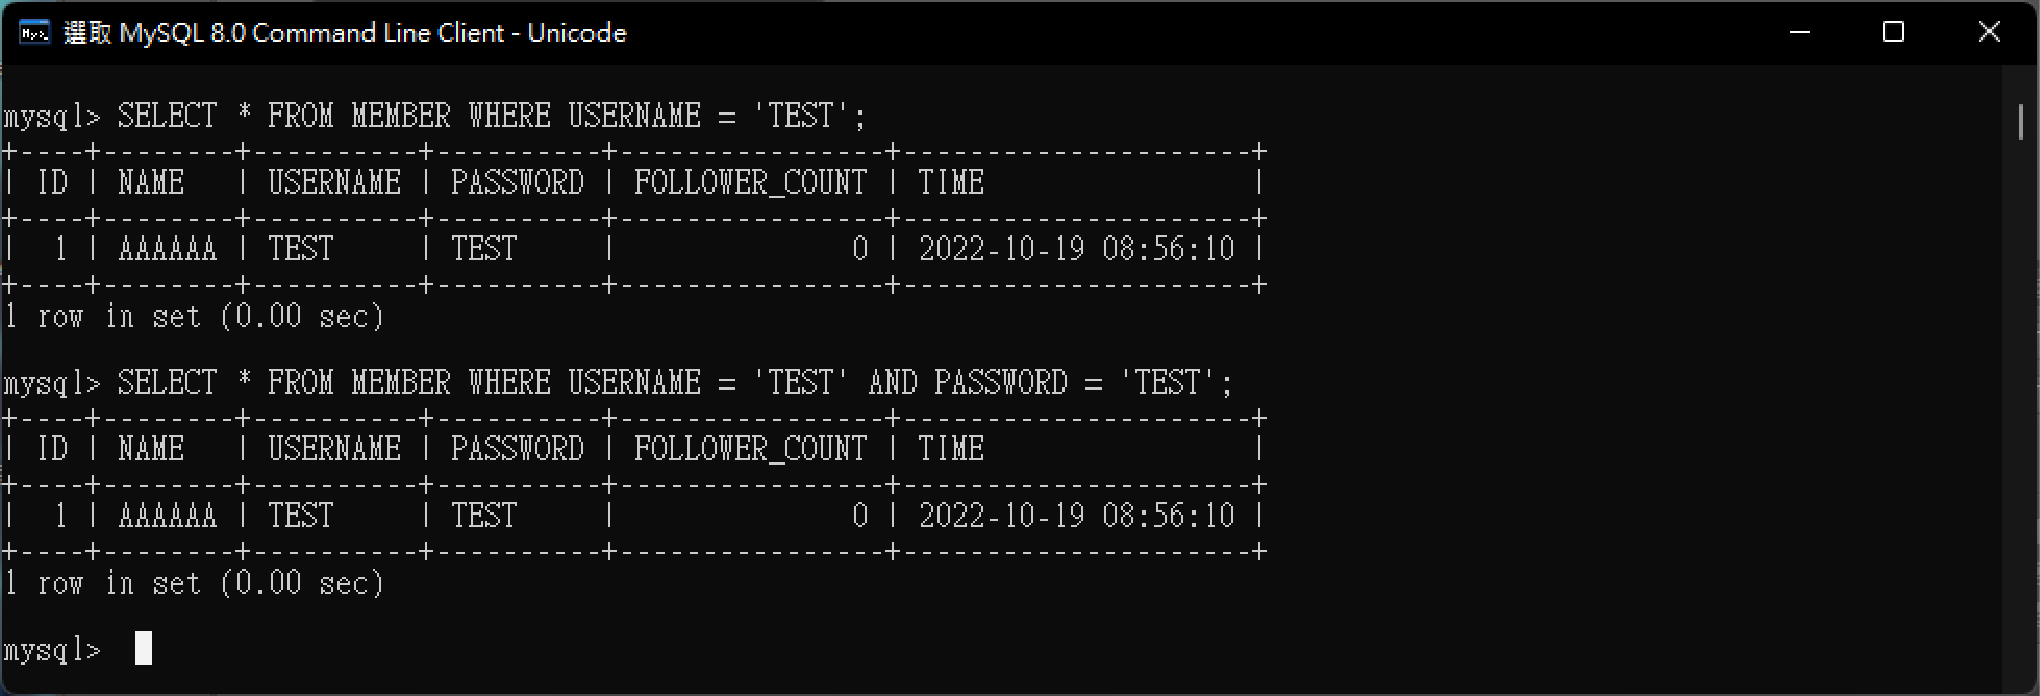 選取 MySQL 8.0 Command Line Client - Unicode
mysql> SELECT * FROM MEMBER WHERE USERNAME = 'TEST';
+----+--------+----------+----------+----------------+---------------------+
| ID | NAME   | USERNAME | PASSWORD | FOLLOWER_COUNT | TIME                |
+----+--------+----------+----------+----------------+---------------------+
|  1 | AAAAAA | TEST     | TEST     |              0 | 2022-10-19 08:56:10 |
+----+--------+----------+----------+----------------+---------------------+
1 row in set (0.00 sec)
mysql> SELECT * FROM MEMBER WHERE USERNAME = 'TEST' AND PASSWORD = 'TEST';
+----+--------+----------+----------+----------------+---------------------+
| ID | NAME   | USERNAME | PASSWORD | FOLLOWER_COUNT | TIME                |
+----+--------+----------+----------+----------------+---------------------+
|  1 | AAAAAA | TEST     | TEST     |              0 | 2022-10-19 08:56:10 |
+----+--------+----------+----------+----------------+---------------------+
1 row in set (0.00 sec)
mysql>